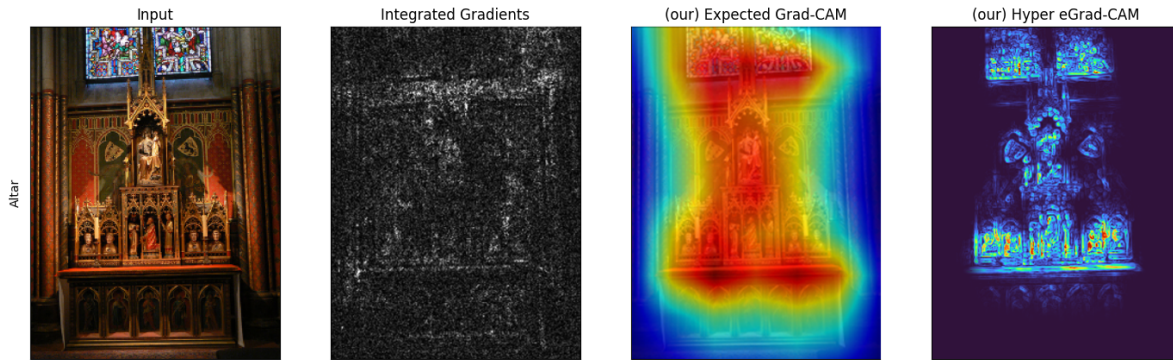 Input
Integrated Gradients
(our) Expected Grad-CAM
(our) Hyper eGrad-CAM
Altar